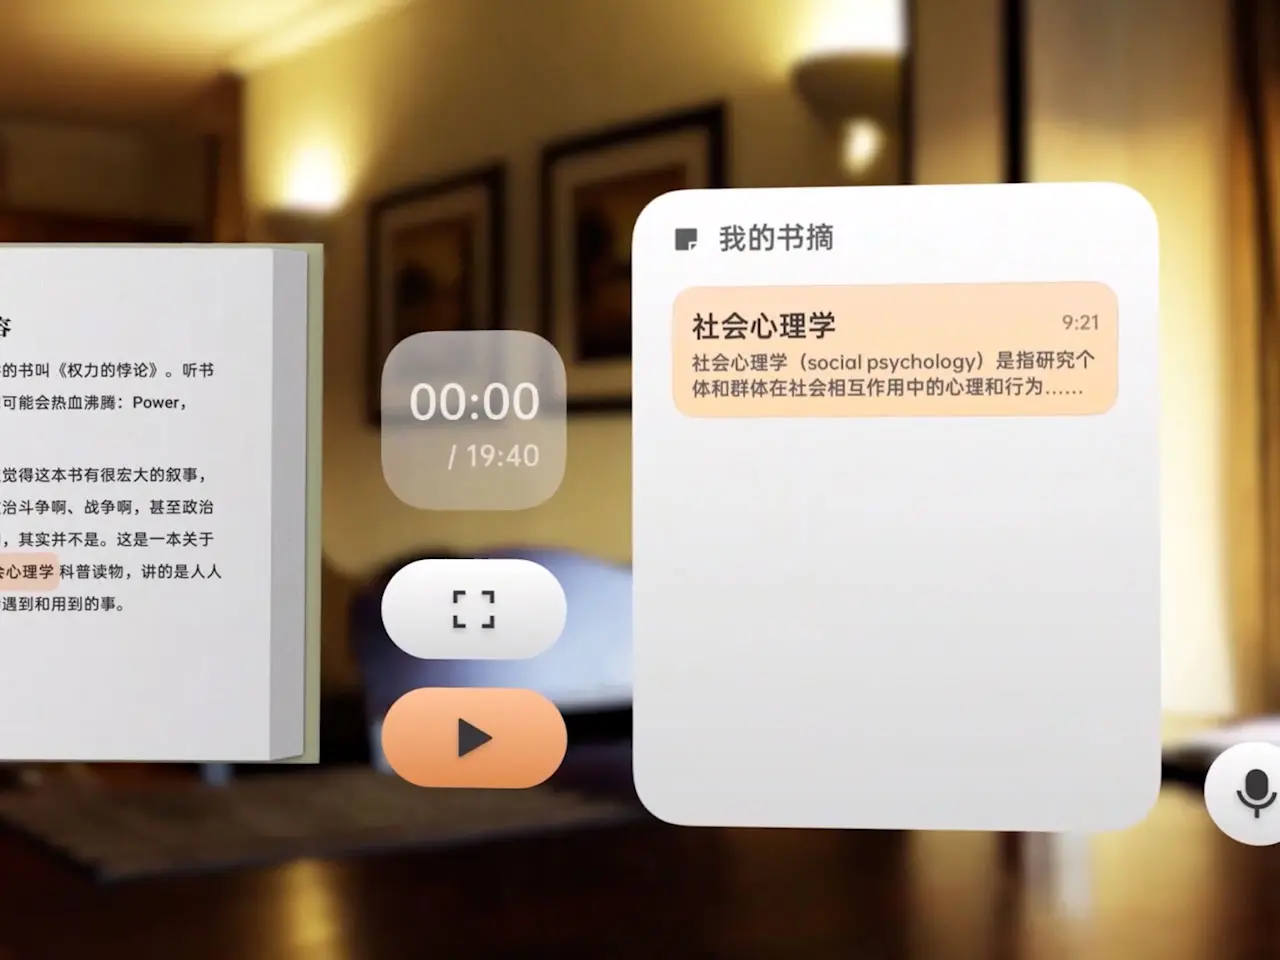 容
的书叫《权力的悖论》。听书
可能会热血沸腾：Power，
觉得这本书有很宏大的叙事，
治斗争啊、战争啊，甚至政治
，其实并不是。这是一本关于
会心理学科普读物，讲的是人人
遇到和用到的事。
00:00
/ 19:40
我的书摘
社会心理学
9:21
社会心理学（social psychology）是指研究个
体和群体在社会相互作用中的心理和行为……